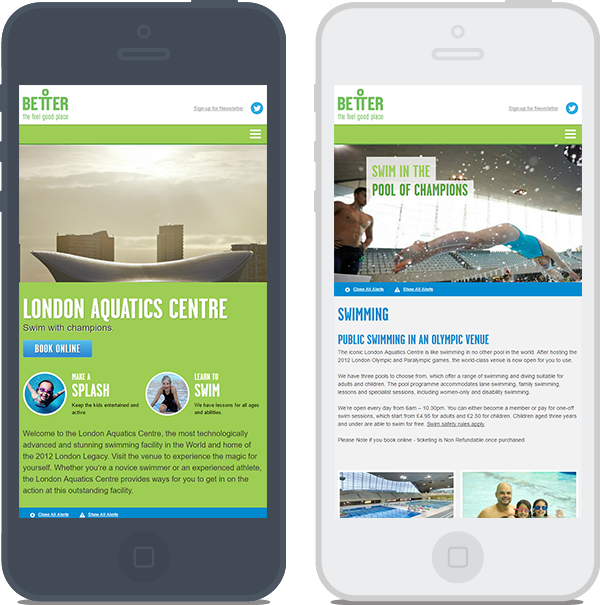 BETTER
the feel good place
Sign-up for Newsletter
LONDON AQUATICS CENTRE
Swim with champions.
BOOK ONLINE
MAKE A
SPLASH
Keep the kids entertained and
active
LEARN TO
SWIM
We have lessons for all ages
and abilities.
Welcome to the London Aquatics Centre, the most technologically
advanced and stunning swimming facility in the World and home of
the 2012 London Legacy. Visit the venue to experience the magic for
yourself. Whether you're a novice swimmer or an experienced athlete,
the London Aquatics Centre provides ways for you to get in on the
action at this outstanding facility.
Close All Alerts
Show All Alerts
BETTER
the feel good place
Sign-up for Newsletter
SWIM IN THE
POOL OF CHAMPIONS
Close All Alerts
Show All Alerts
SWIMMING
PUBLIC SWIMMING IN AN OLYMPIC VENUE
The iconic London Aquatics Centre is like swimming in no other pool in the world. After hosting the
2012 London Olympic and Paralympic games, the world-class venue is now open for you to use.
We have three pools to choose from, which offer a range of swimming and diving suitable for
adults and children. The pool programme accommodates lane swimming, family swimming,
lessons and specialist sessions, including women-only and disability swimming.
We're open every day from 6am – 10.30pm. You can either become a member or pay for one-off
swim sessions, which start from £4.95 for adults and £2.50 for children. Children aged three years
and under are able to swim for free. Swim safety rules apply.
Please Note if you book online - ticketing is Non Refundable once purchased